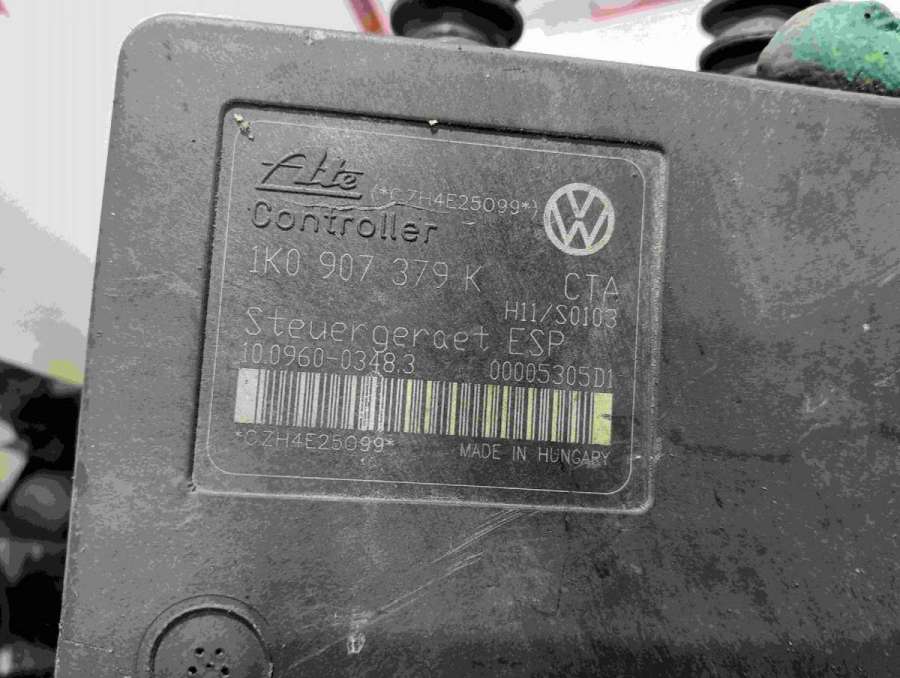 Ate (*CZH4E25099*)
Controller
1K0 907 379 K CTA
H11/S0103
Steuergeraet ESP
10.0960-0348.3 00005305D1
*CZH4E25099* MADE IN HUNGARY